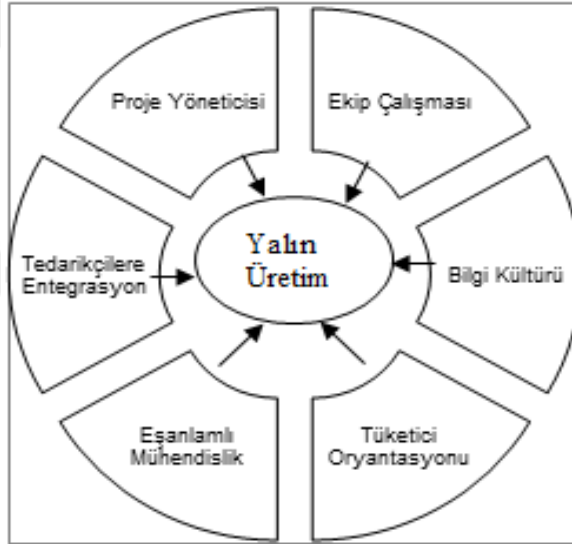 Proje Yöneticisi
Ekip Çalışması
Tedarikçilere
Entegrasyon
Yalın
Üretim
Bilgi Kültürü
Eşanlamlı
Mühendislik
Tüketici
Oryantasyonu